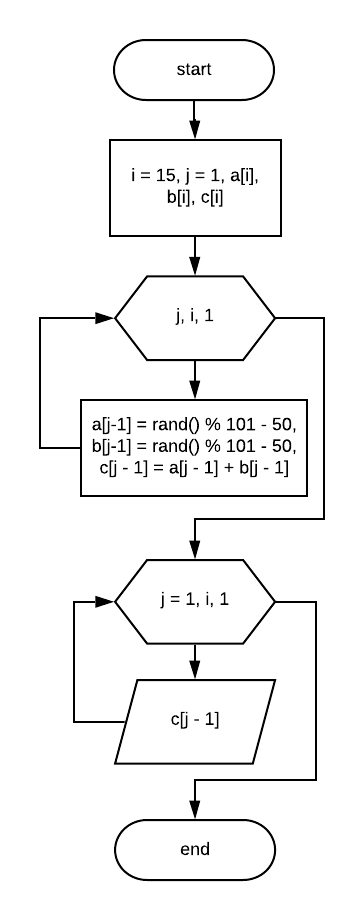 start
i = 15, j = 1, a[i],
b[i], c[i]
j, i, 1
a[j-1] = rand() % 101 - 50,
b[j-1] = rand() % 101 - 50,
c[j - 1] = a[j - 1] + b[j - 1]
j = 1, i, 1
c[j - 1]
end